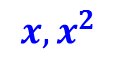 x, x²